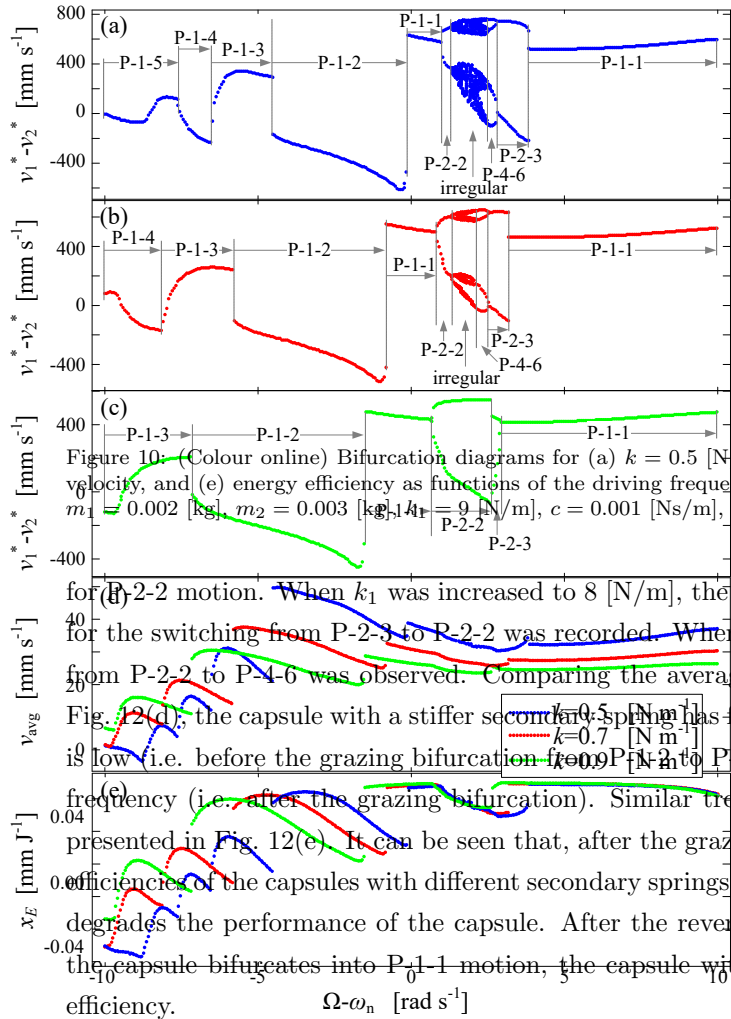 (a)
800
400
0
-400
v1*-v2* [mm s-1]
P-1-5
P-1-4
P-1-3
P-1-2
P-1-1
P-1-1
P-2-2
P-2-3
P-4-6
irregular
(b)
400
0
-400
v1*-v2* [mm s-1]
P-1-4
P-1-3
P-1-2
P-1-1
P-1-1
P-2-2
P-2-3
P-4-6
irregular
(c)
400
0
-400
v1*-v2* [mm s-1]
P-1-3
P-1-2
P-1-1
P-1-1
P-2-2
P-2-3
Figure 10: (Colour online) Bifurcation diagrams for (a) k = 0.5 [N
velocity, and (e) energy efficiency as functions of the driving freque
m1 = 0.002 [kg], m2 = 0.003 [kg], k1 = 9 [N/m], c = 0.001 [Ns/m],
for P-2-2 motion. When k1 was increased to 8 [N/m], the
for the switching from P-2-3 to P-2-2 was recorded. When
from P-2-2 to P-4-6 was observed. Comparing the averag
Fig. 12(d), the capsule with a stiffer secondary spring has
is low (i.e. before the grazing bifurcation from P-1-2 to P-
frequency (i.e. after the grazing bifurcation). Similar tre
presented in Fig. 12(e). It can be seen that, after the graz
efficiencies of the capsules with different secondary springs
degrades the performance of the capsule. After the rever
the capsule bifurcates into P-1-1 motion, the capsule wit
efficiency.
(d)
40
20
0
vavg [mm s-1]
k=0.5 [N m-1]
k=0.7 [N m-1]
k=0.9 [N m-1]
(e)
0.04
0.00
-0.04
xE [mm J-1]
-10
-5
0
5
10
Ω-ωn [rad s-1]